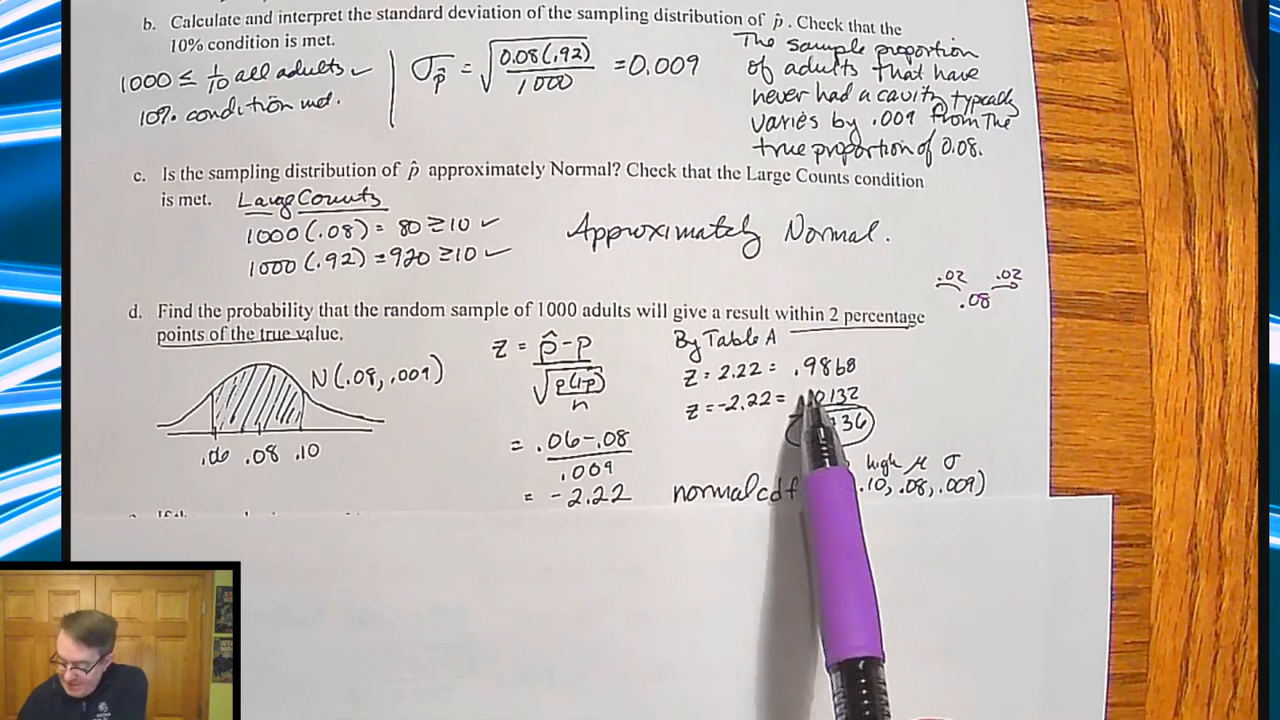 b. Calculate and interpret the standard deviation of the sampling distribution of p̂. Check that the
10% condition is met.
1000 ≤ 1/10 all adults ✓
10% condition met.
σp̂ = √(0.08(.92)/1000) = 0.009
The sample proportion
of adults that have
never had a cavity typically
varies by .009 from the
true proportion of 0.08.
c. Is the sampling distribution of p̂ approximately Normal? Check that the Large Counts condition
is met. Large Counts
1000(.08) = 80 ≥ 10 ✓
1000(.92) = 920 ≥ 10 ✓
Approximately Normal.
.02 .02
.08
d. Find the probability that the random sample of 1000 adults will give a result within 2 percentage
points of the true value.
N(.08, .009)
.06 .08 .10
z = (p̂ - p)/√(p(1-p)/n)
= (.06 - .08)/.009
= -2.22
By Table A
z = 2.22 = .9868
z = -2.22 = .0132
36
high μ σ
normalcdf .10, .08, .009)